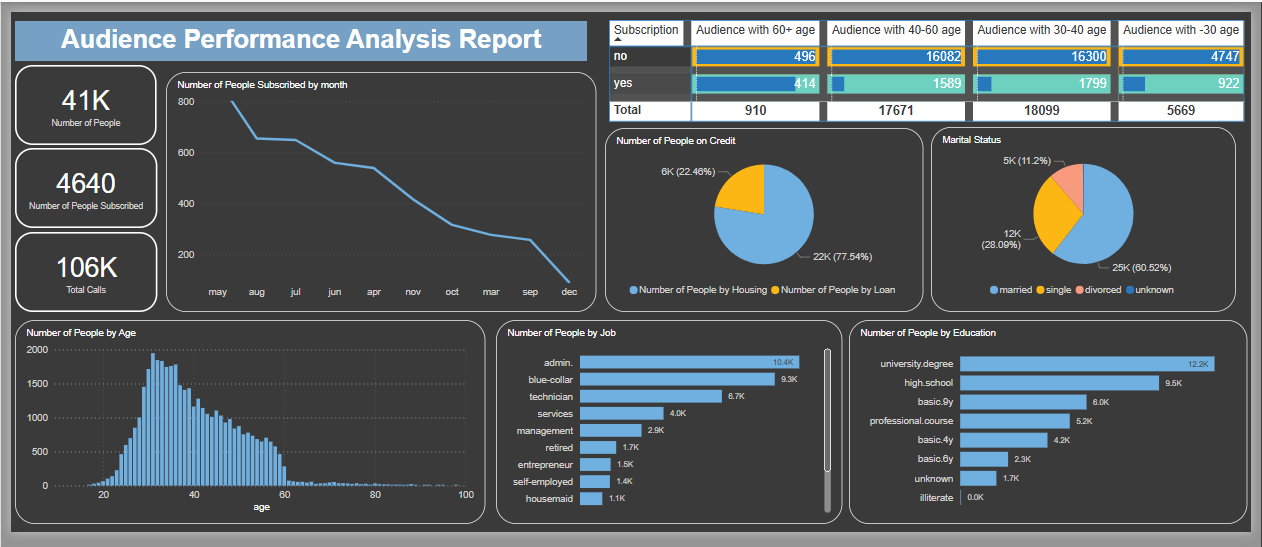 Audience Performance Analysis Report
41K
Number of People
4640
Number of People Subscribed
106K
Total Calls
Number of People Subscribed by month
800
600
400
200
may aug jul jun apr nov oct mar sep dec
Subscription Audience with 60+ age Audience with 40-60 age Audience with 30-40 age Audience with -30 age
no 496 16082 16300 4747
yes 414 1589 1799 922
Total 910 17671 18099 5669
Number of People on Credit
6K (22.46%)
22K (77.54%)
Number of People by Housing Number of People by Loan
Marital Status
5K (11.2%)
12K
(28.09%)
25K (60.52%)
married single divorced unknown
Number of People by Age
2000
1500
1000
500
0
20 40 60 80 100
age
Number of People by Job
admin. 10.4K
blue-collar 9.3K
technician 6.7K
services 4.0K
management 2.9K
retired 1.7K
entrepreneur 1.5K
self-employed 1.4K
housemaid 1.1K
Number of People by Education
university.degree 12.2K
high.school 9.5K
basic.9y 6.0K
professional.course 5.2K
basic.4y 4.2K
basic.6y 2.3K
unknown 1.7K
illiterate 0.0K